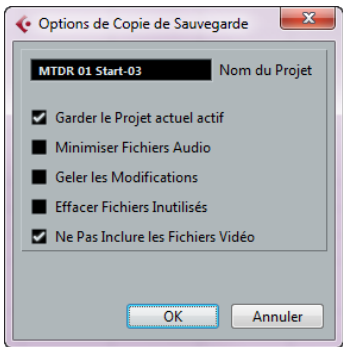 Options de Copie de Sauvegarde
MTDR 01 Start-03 Nom du Projet
Garder le Projet actuel actif
Minimiser Fichiers Audio
Geler les Modifications
Effacer Fichiers Inutilisés
Ne Pas Inclure les Fichiers Vidéo
OK Annuler